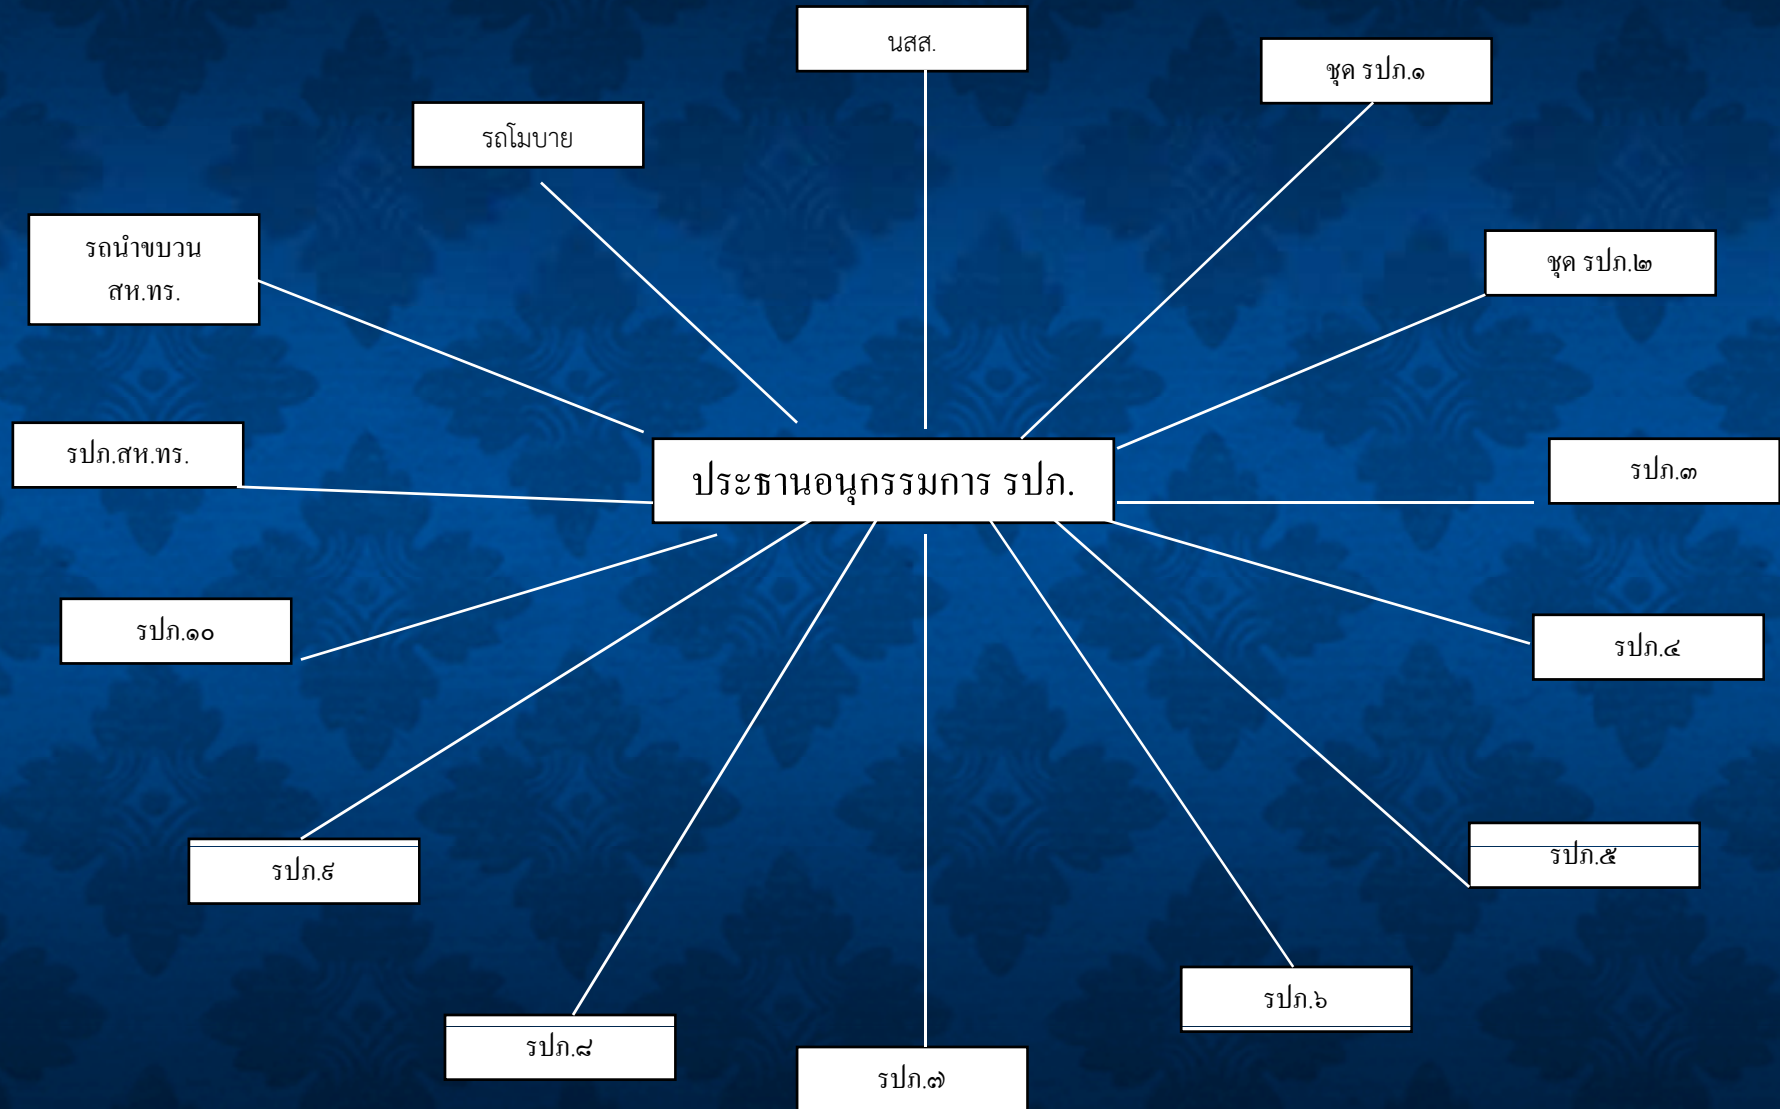 นสส.
ชุด รปภ.๑
รถโมบาย
รถนำขบวน
สห.ทร.
ชุด รปภ.๒
รปภ.สห.ทร.
ประธานอนุกรรมการ รปภ.
รปภ.๓
รปภ.๑๐
รปภ.๔
รปภ.๙
รปภ.๕
รปภ.๖
รปภ.๘
รปภ.๗